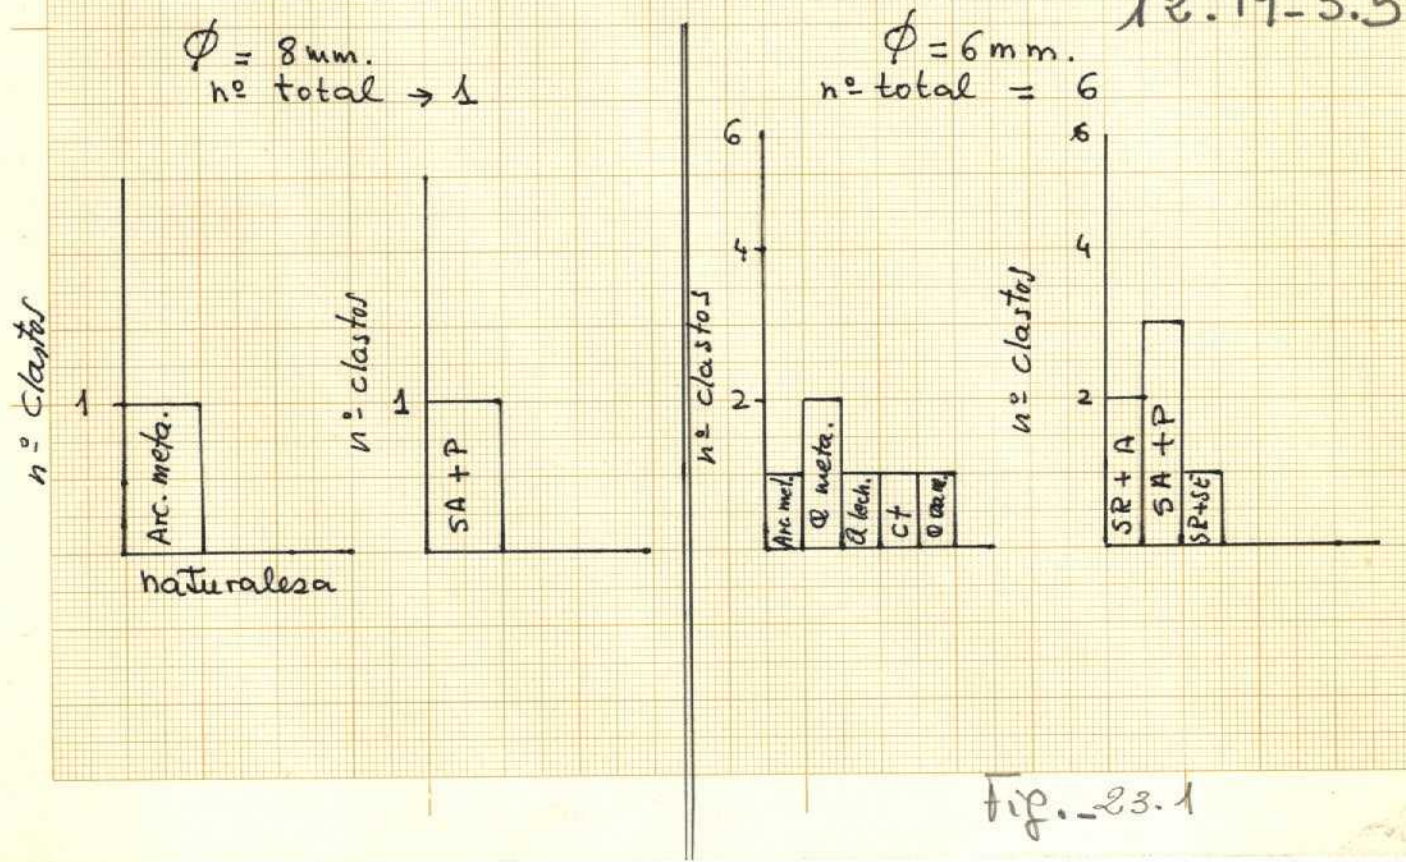 ϕ = 8 mm.
nº total → 1
nº clastos
1
Arc. meta.
naturalesa
nº clastos
1
SA + P
ϕ = 6 mm.
nº total = 6
nº clastos
6
4
2
Arc. met.
Q meta.
Q lech.
Ct
Q
nº clastos
6
4
2
SR + A
SA + P
SR+SE
Fig.-23.1